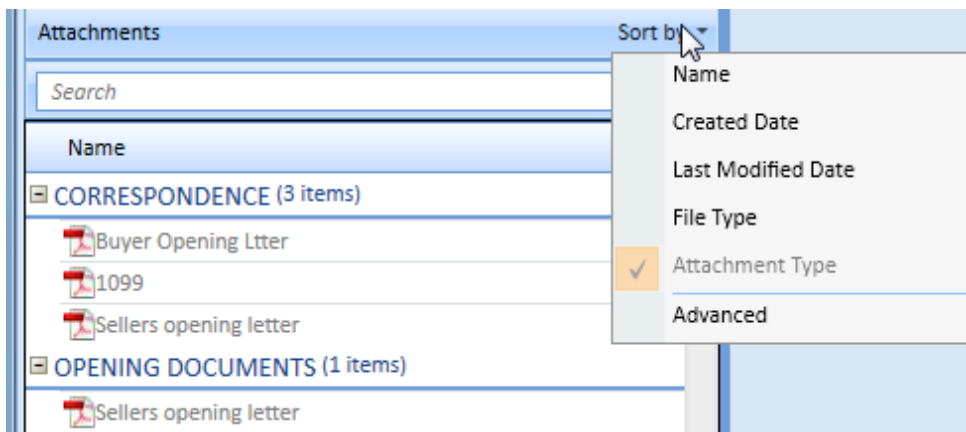 Attachments
Sort by
Search
Name
CORRESPONDENCE (3 items)
Buyer Opening Ltter
1099
Sellers opening letter
OPENING DOCUMENTS (1 items)
Sellers opening letter
Name
Created Date
Last Modified Date
File Type
Attachment Type
Advanced